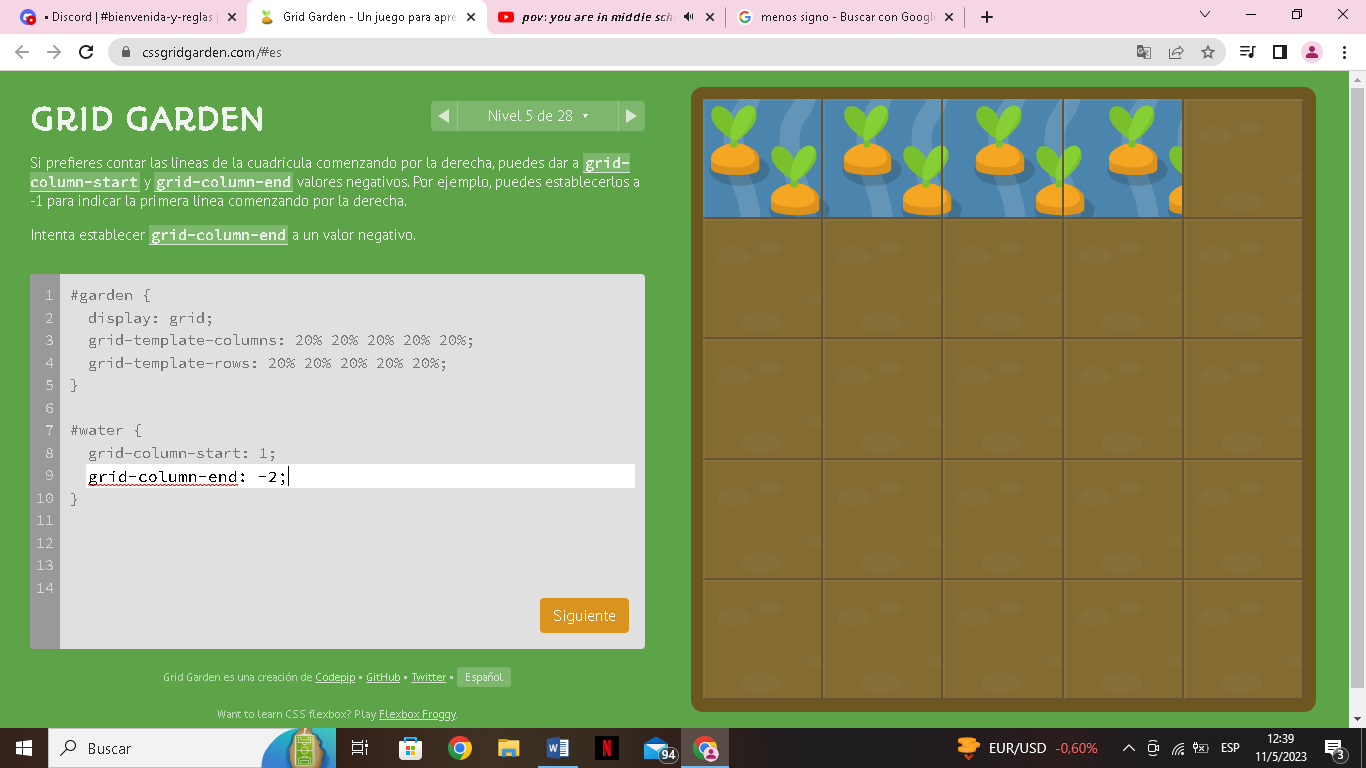 • Discord | #bienvenida-y-reglas |
Grid Garden - Un juego para apre
pov: you are in middle sch
menos signo - Buscar con Google
cssgridgarden.com/#es
GRID GARDEN
Nivel 5 de 28
Si prefieres contar las líneas de la cuadrícula comenzando por la derecha, puedes dar a grid-
column-start y grid-column-end valores negativos. Por ejemplo, puedes establecerlos a
-1 para indicar la primera línea comenzando por la derecha.
Intenta establecer grid-column-end a un valor negativo.
1 #garden {
2 display: grid;
3 grid-template-columns: 20% 20% 20% 20% 20%;
4 grid-template-rows: 20% 20% 20% 20% 20%;
5 }
6
7 #water {
8 grid-column-start: 1;
9 grid-column-end: -2;
10 }
11
12
13
14
Siguiente
Grid Garden es una creación de Codepip • GitHub • Twitter • Español
Want to learn CSS flexbox? Play Flexbox Froggy.
Buscar
W
N
94
EUR/USD -0,60%
ESP
12:39
11/5/2023
3